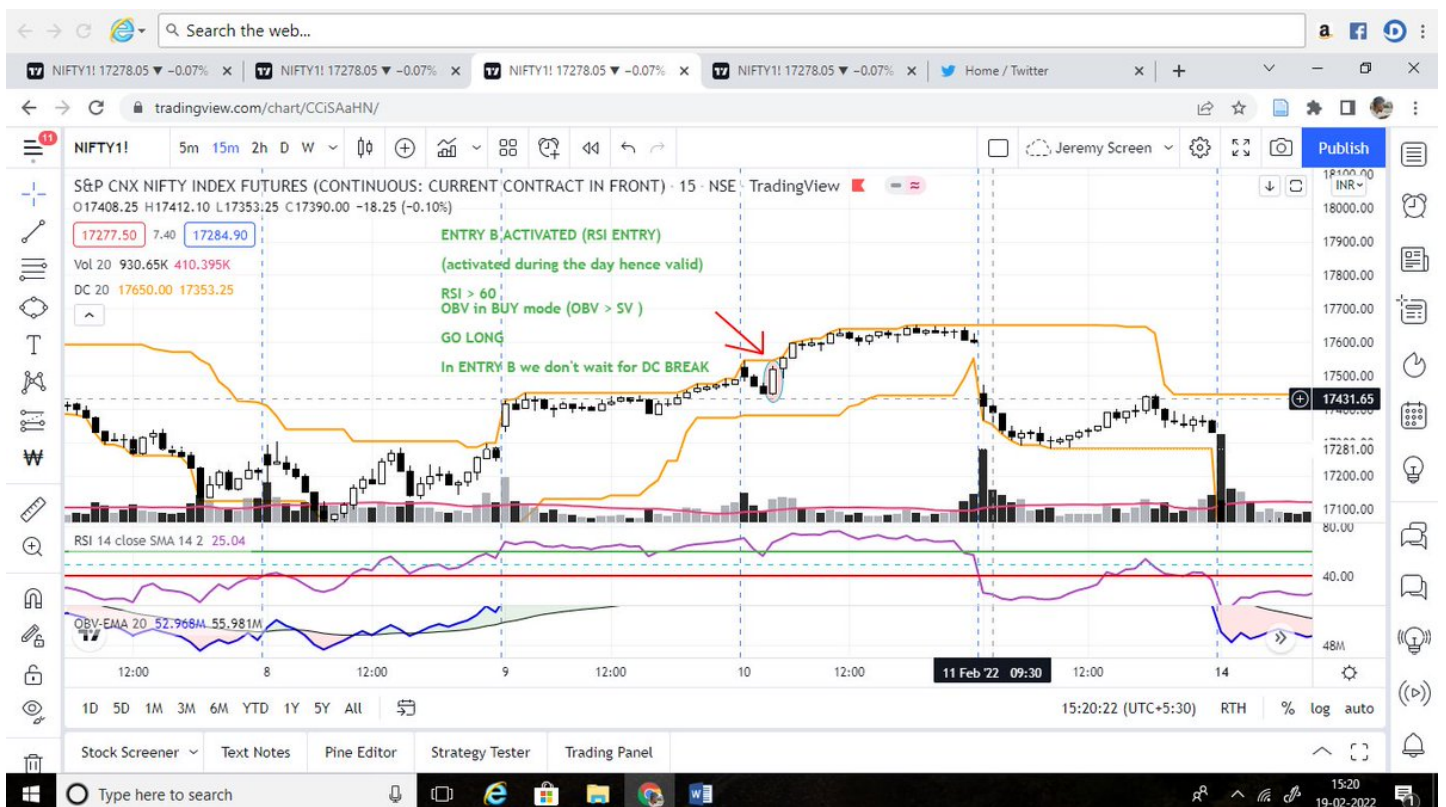 Search the web...
NIFTY1! 17278.05 ▼ −0.07% × NIFTY1! 17278.05 ▼ −0.07% × NIFTY1! 17278.05 ▼ −0.07% × NIFTY1! 17278.05 ▼ −0.07% × Home / Twitter ×
tradingview.com/chart/CCiSAaHN/
11
NIFTY1! 5m 15m 2h D W Jeremy Screen Publish
S&P CNX NIFTY INDEX FUTURES (CONTINUOUS: CURRENT CONTRACT IN FRONT) · 15 · NSE TradingView
INR
O17408.25 H17412.10 L17353.25 C17390.00 −18.25 (−0.10%)
17277.50 7.40 17284.90
Vol 20 930.65K 410.395K
DC 20 17650.00 17353.25
ENTRY B ACTIVATED (RSI ENTRY)
(activated during the day hence valid)
RSI > 60
OBV in BUY mode (OBV > SV )
GO LONG
In ENTRY B we don't wait for DC BREAK
18000.00
17900.00
17800.00
17700.00
17600.00
17500.00
17431.65
17281.00
17200.00
17100.00
80.00
RSI 14 close SMA 14 2 25.04
40.00
OBV-EMA 20 52.968M 55.981M
48M
12:00 8 12:00 9 12:00 10 12:00 11 Feb '22 09:30 12:00 14
1D 5D 1M 3M 6M YTD 1Y 5Y All 15:20:22 (UTC+5:30) RTH % log auto
Stock Screener Text Notes Pine Editor Strategy Tester Trading Panel
Type here to search
15:20
19-02-2022